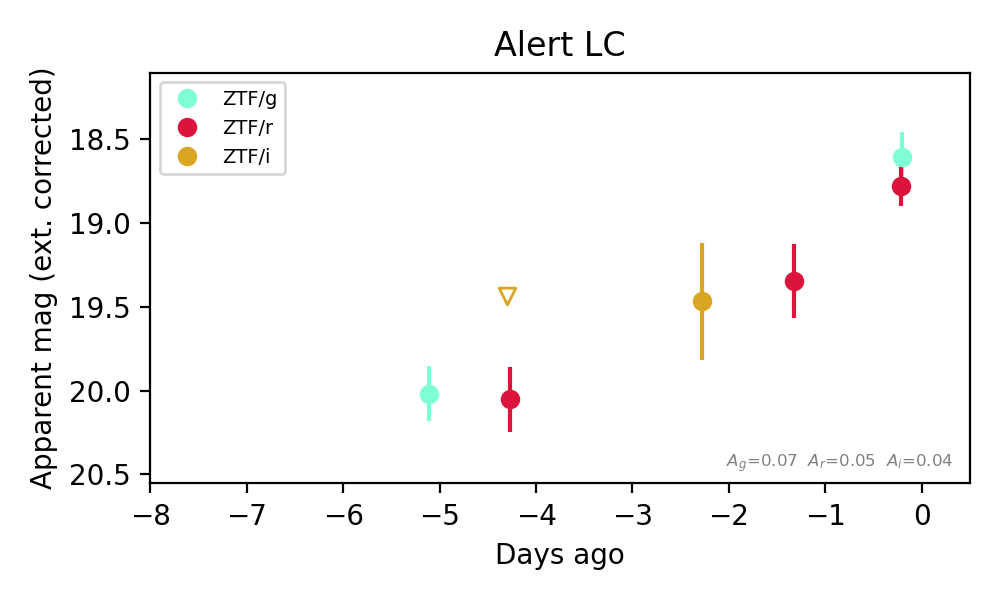 Alert LC
ZTF/g
ZTF/r
ZTF/i
Apparent mag (ext. corrected)
18.5
19.0
19.5
20.0
20.5
A_g=0.07 A_r=0.05 A_i=0.04
−8 −7 −6 −5 −4 −3 −2 −1 0
Days ago